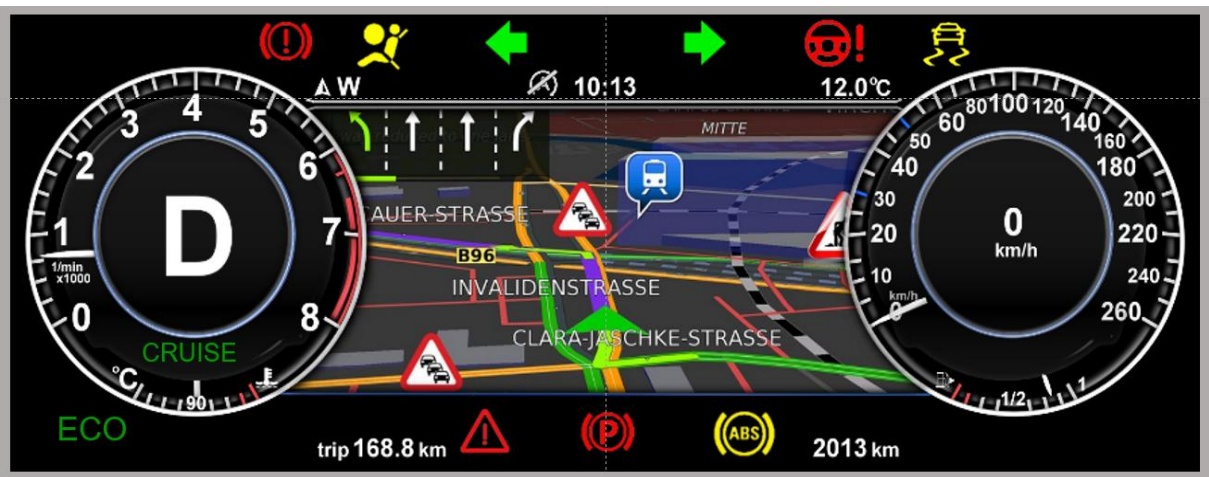 W 10:13 12.0°C
0 1 2 3 4 5 6 7 8
1/min
x1000
D
CRUISE
°C
90
ECO
MITTE
CAUER-STRASSE
B96
INVALIDENSTRASSE
CLARA-JASCHKE-STRASSE
0 10 20 30 40 50 60 80 100 120 140 160 180 200 220 240 260
km/h
0
km/h
1/2 1
trip 168.8 km
P
ABS
2013 km